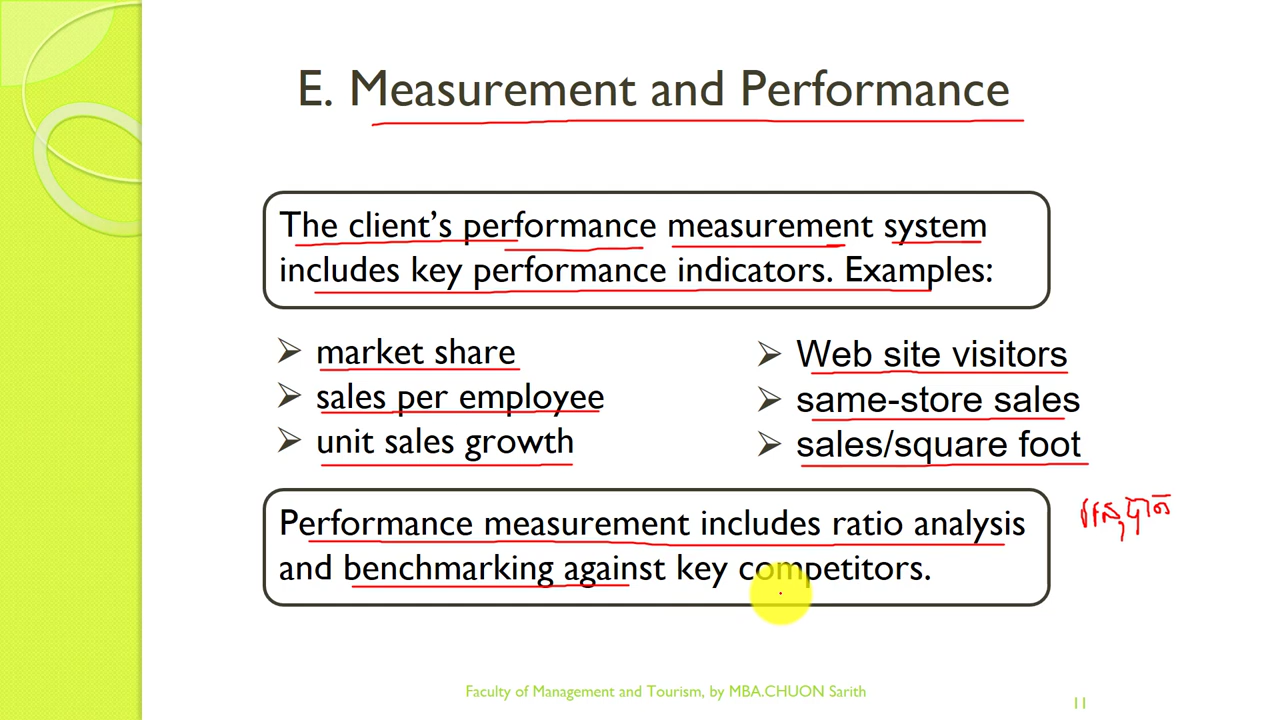 E. Measurement and Performance
The client’s performance measurement system
includes key performance indicators. Examples:
➢ market share
➢ sales per employee
➢ unit sales growth
➢ Web site visitors
➢ same-store sales
➢ sales/square foot
Performance measurement includes ratio analysis
and benchmarking against key competitors.
Faculty of Management and Tourism, by MBA.CHUON Sarith
11